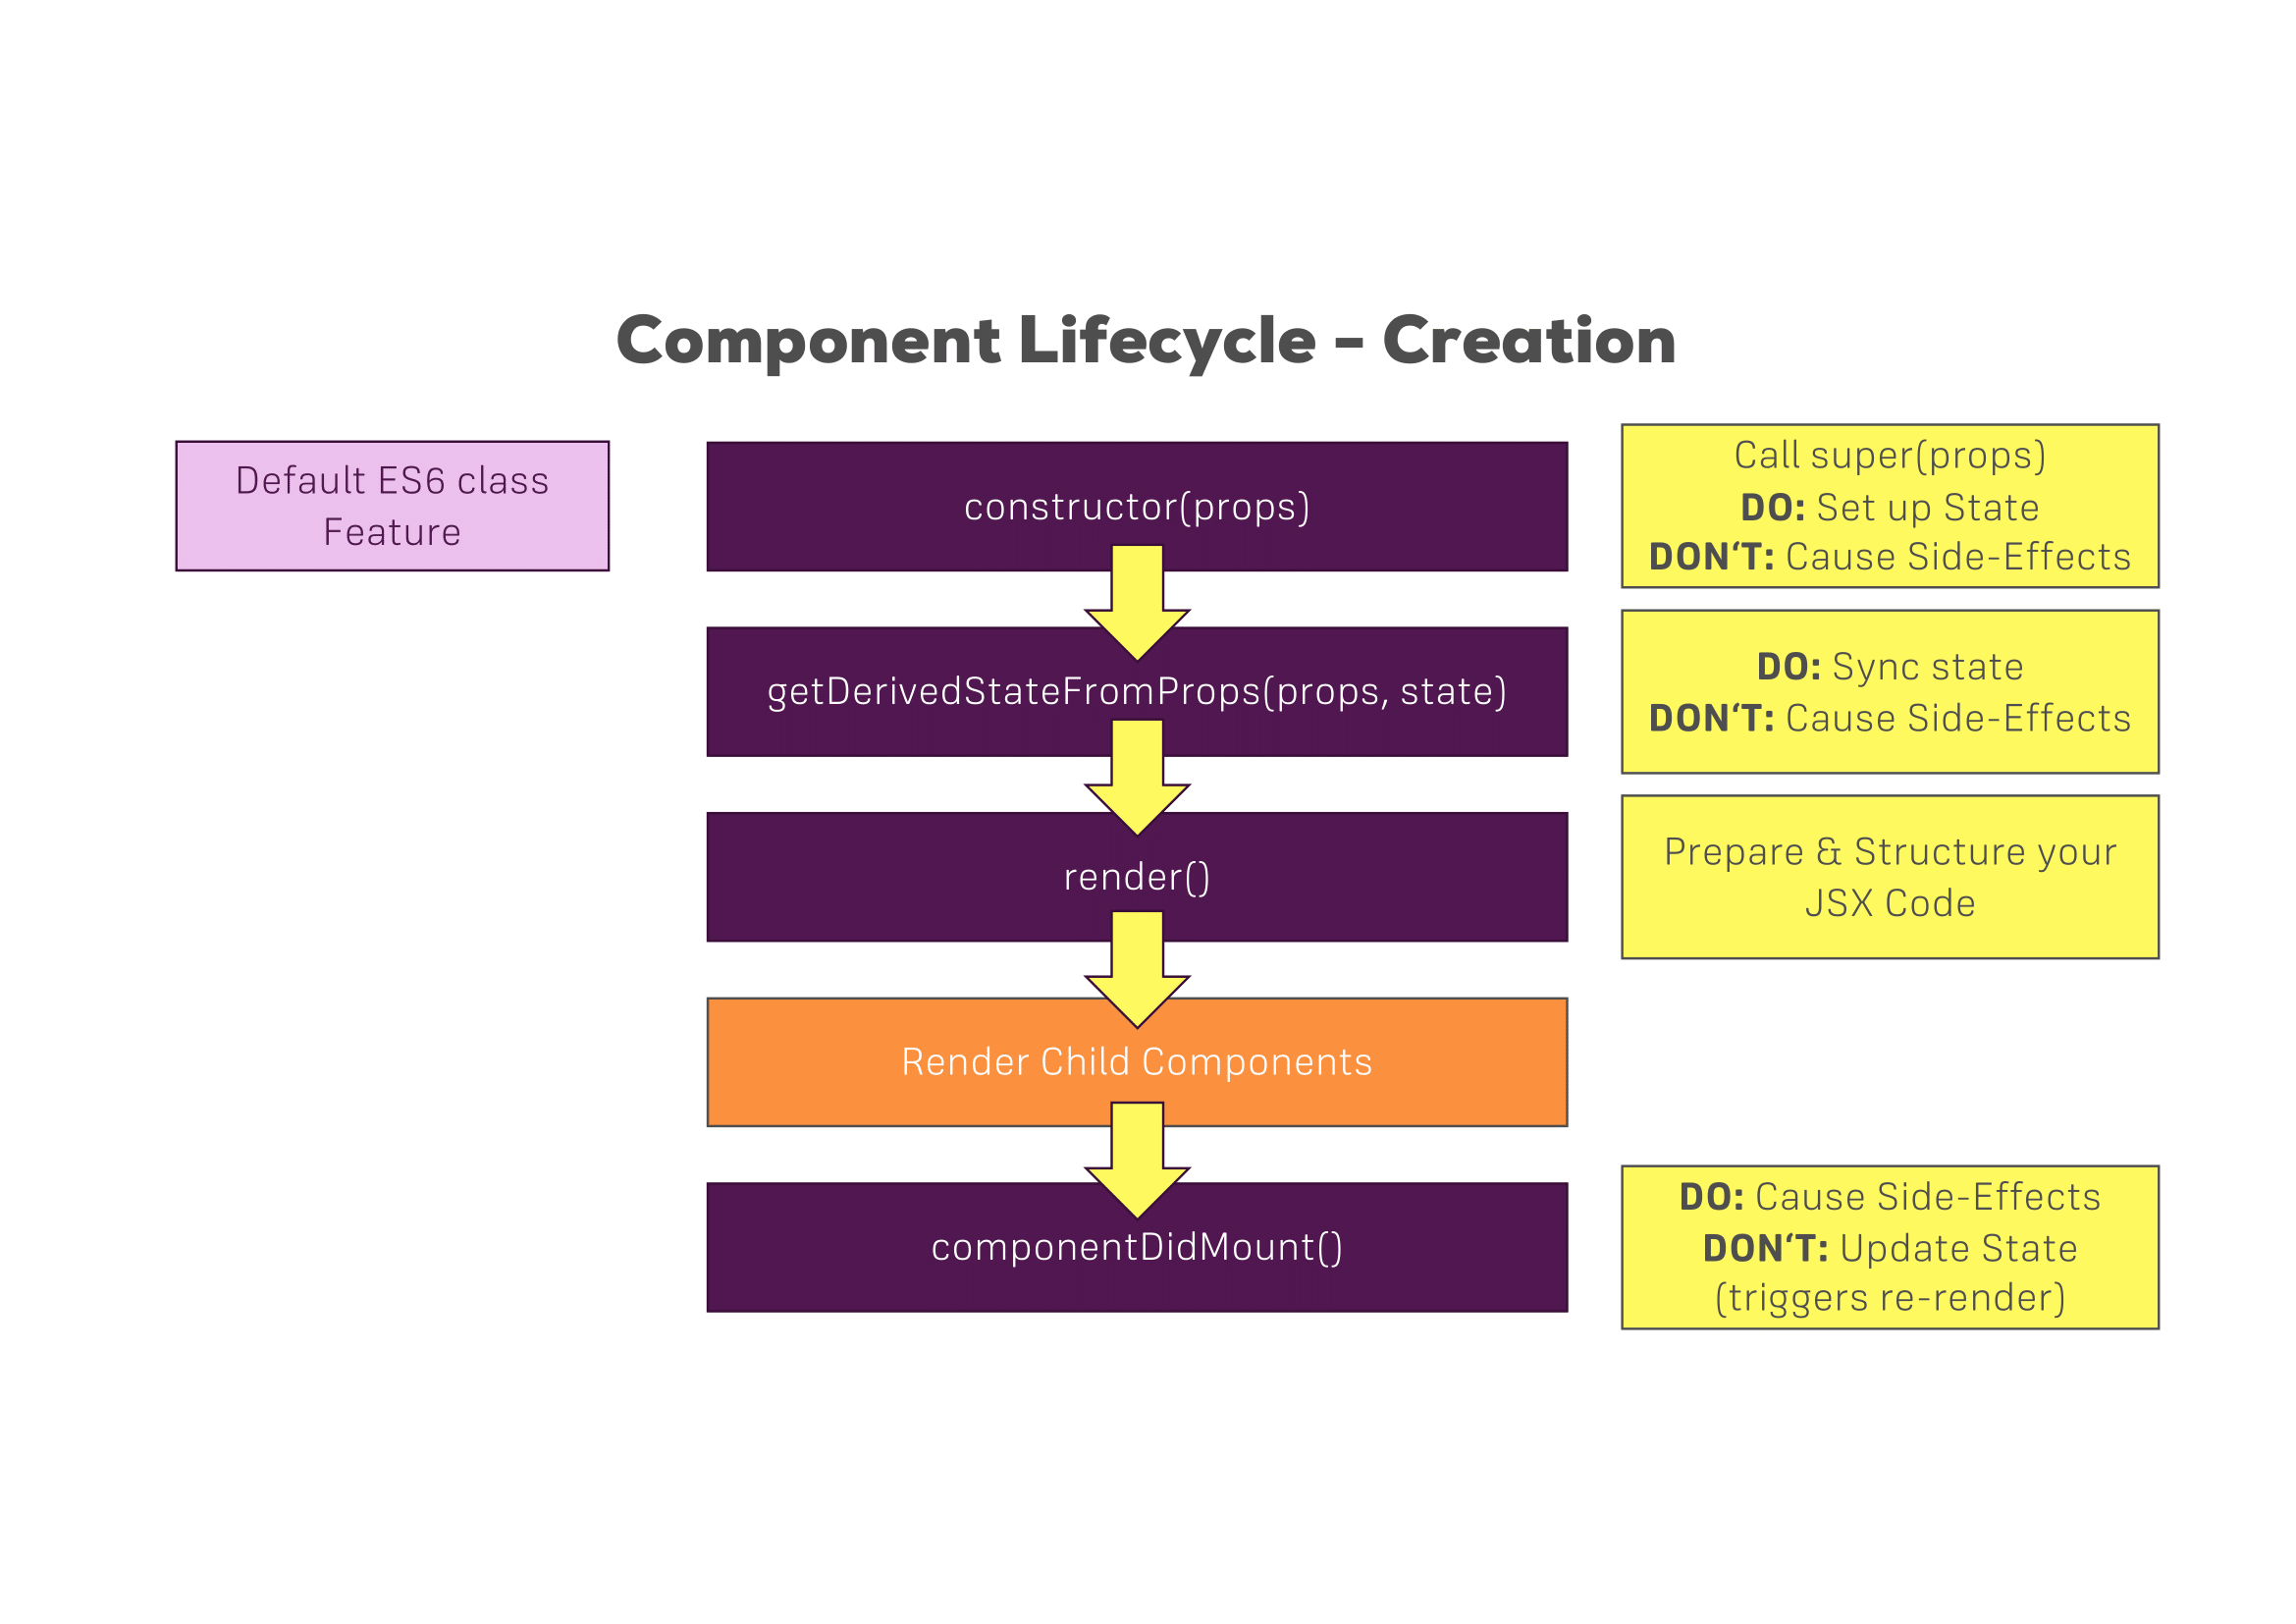 Component Lifecycle - Creation
Default ES6 class
Feature
constructor(props)
Call super(props)
DO: Set up State
DON‘T: Cause Side-Effects
getDerivedStateFromProps(props, state)
DO: Sync state
DON‘T: Cause Side-Effects
render()
Prepare & Structure your
JSX Code
Render Child Components
componentDidMount()
DO: Cause Side-Effects
DON‘T: Update State
(triggers re-render)